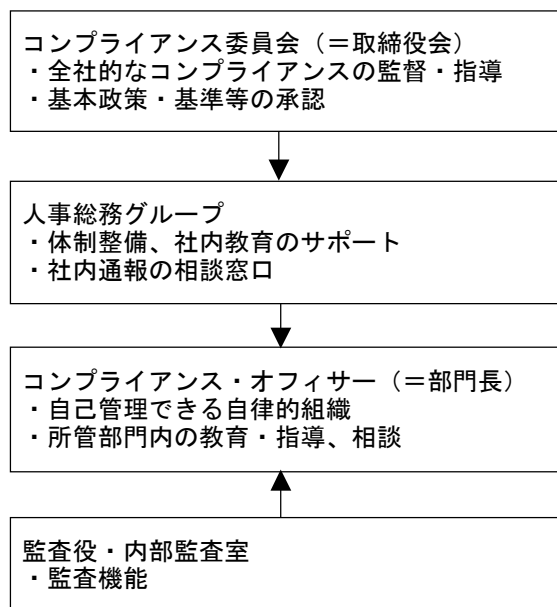 コンプライアンス委員会（＝取締役会）
・全社的なコンプライアンスの監督・指導
・基本政策・基準等の承認
人事総務グループ
・体制整備、社内教育のサポート
・社内通報の相談窓口
コンプライアンス・オフィサー（＝部門長）
・自己管理できる自律的組織
・所管部門内の教育・指導、相談
監査役・内部監査室
・監査機能